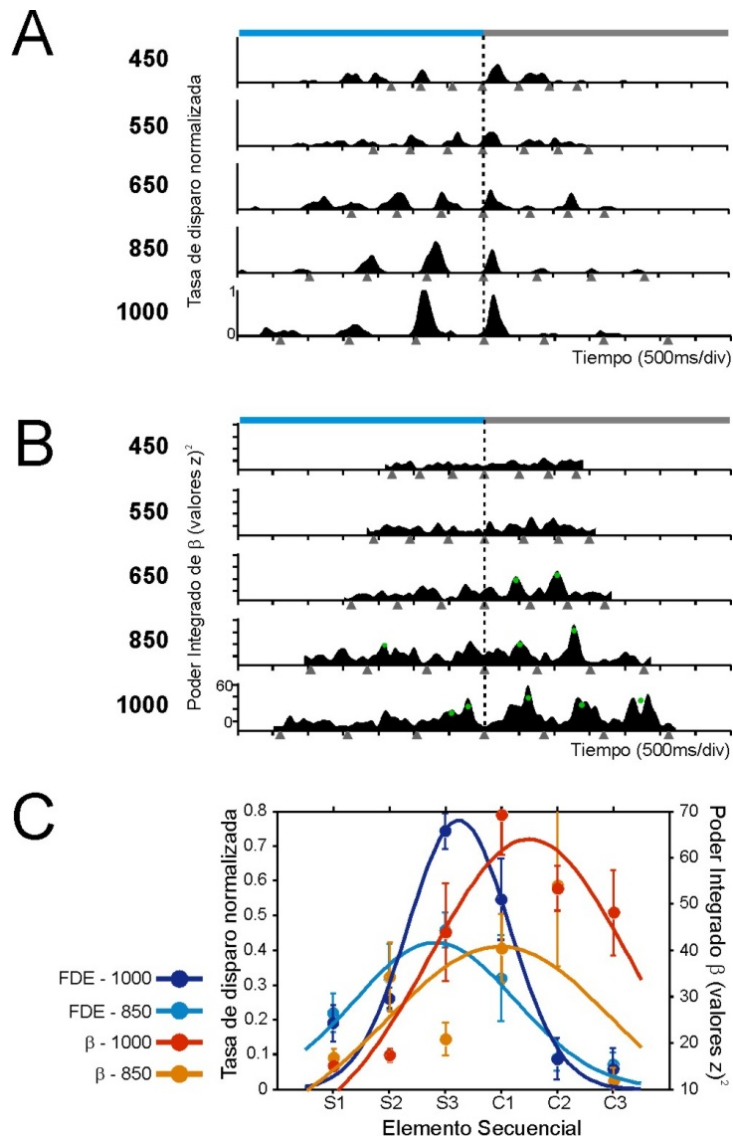 A
Tasa de disparo normalizada
450
550
650
850
1000
1
0
Tiempo (500ms/div)
B
Poder Integrado de β (valores z)²
450
550
650
850
1000
60
0
Tiempo (500ms/div)
C
Tasa de disparo normalizada
0.8
0.7
0.6
0.5
0.4
0.3
0.2
0.1
0
70
60
50
40
30
20
10
Poder Integrado β (valores z)²
FDE - 1000
FDE - 850
β - 1000
β - 850
S1 S2 S3 C1 C2 C3
Elemento Secuencial